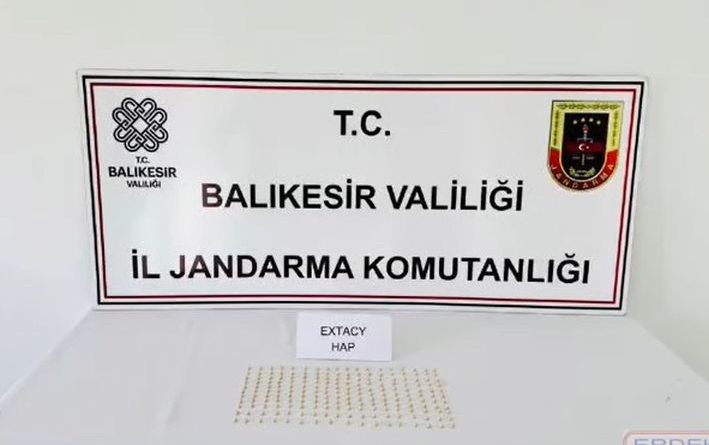 T.C.
BALIKESİR
VALİLİĞİ
T.C.
BALIKESİR VALİLİĞİ
İL JANDARMA KOMUTANLIĞI
JANDARMA
EXTACY
HAP